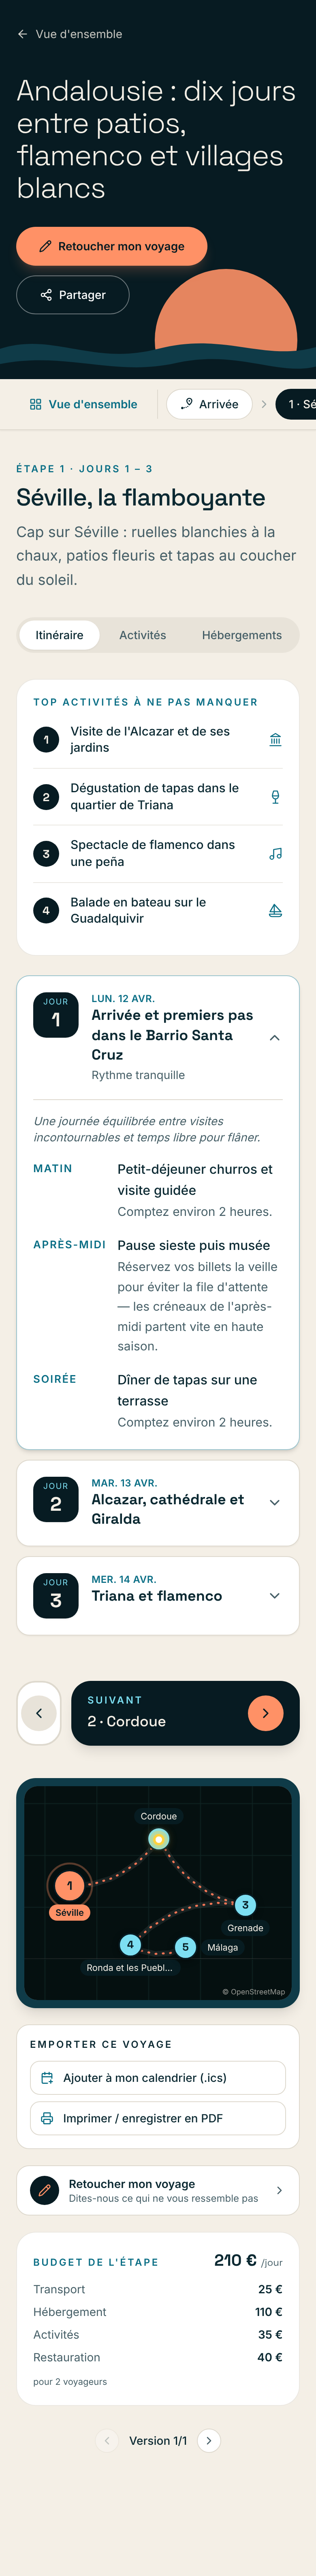 Vue d'ensemble
Andalousie : dix jours
entre patios,
flamenco et villages
blancs
Retoucher mon voyage
Partager
Vue d'ensemble
Arrivée
1 · Sé
ÉTAPE 1 · JOURS 1 – 3
Séville, la flamboyante
Cap sur Séville : ruelles blanchies à la
chaux, patios fleuris et tapas au coucher
du soleil.
Itinéraire
Activités
Hébergements
TOP ACTIVITÉS À NE PAS MANQUER
1
Visite de l'Alcazar et de ses
jardins
2
Dégustation de tapas dans le
quartier de Triana
3
Spectacle de flamenco dans
une peña
4
Balade en bateau sur le
Guadalquivir
JOUR
1
LUN. 12 AVR.
Arrivée et premiers pas
dans le Barrio Santa
Cruz
Rythme tranquille
Une journée équilibrée entre visites
incontournables et temps libre pour flâner.
MATIN
Petit-déjeuner churros et
visite guidée
Comptez environ 2 heures.
APRÈS-MIDI
Pause sieste puis musée
Réservez vos billets la veille
pour éviter la file d'attente
— les créneaux de l'après-
midi partent vite en haute
saison.
SOIRÉE
Dîner de tapas sur une
terrasse
Comptez environ 2 heures.
JOUR
2
MAR. 13 AVR.
Alcazar, cathédrale et
Giralda
JOUR
3
MER. 14 AVR.
Triana et flamenco
SUIVANT
2 · Cordoue
Cordoue
1
Séville
3
Grenade
4
5
Málaga
Ronda et les Puebl...
© OpenStreetMap
EMPORTER CE VOYAGE
Ajouter à mon calendrier (.ics)
Imprimer / enregistrer en PDF
Retoucher mon voyage
Dites-nous ce qui ne vous ressemble pas
BUDGET DE L'ÉTAPE
210 € /jour
Transport
25 €
Hébergement
110 €
Activités
35 €
Restauration
40 €
pour 2 voyageurs
Version 1/1